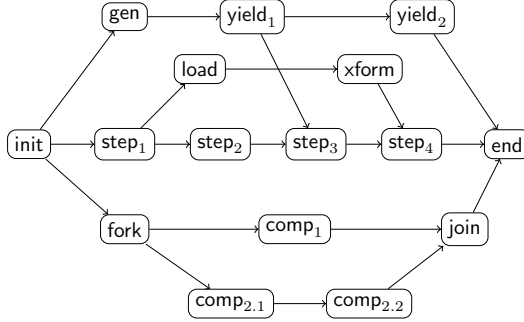 gen yield₁ yield₂
load xform
init step₁ step₂ step₃ step₄ end
fork comp₁ join
comp₂.₁ comp₂.₂